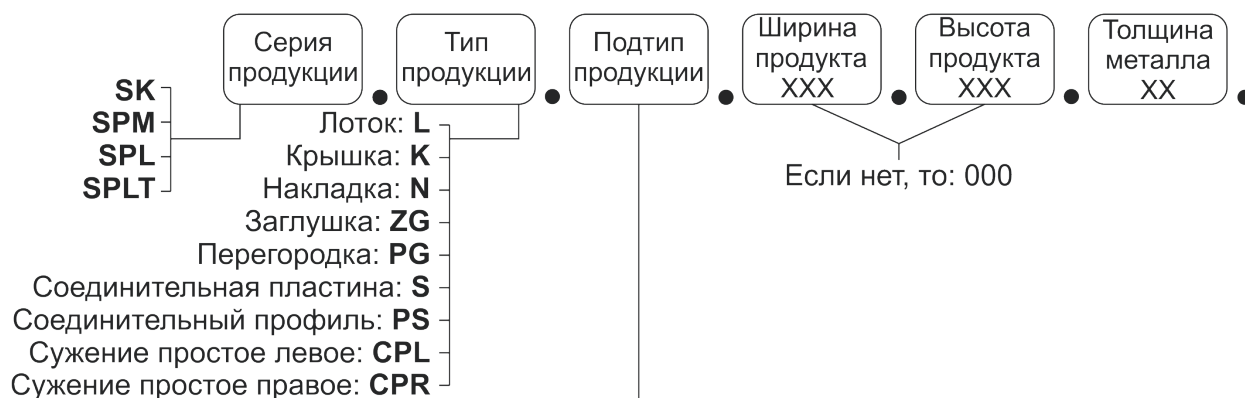 Серия
продукции
Тип
продукции
Подтип
продукции
Ширина
продукта
XXX
Высота
продукта
XXX
Толщина
металла
XX
SK
SPM
SPL
SPLT
Лоток: L
Крышка: K
Накладка: N
Заглушка: ZG
Перегородка: PG
Соединительная пластина: S
Соединительный профиль: PS
Сужение простое левое: CPL
Сужение простое правое: CPR
Если нет, то: 000